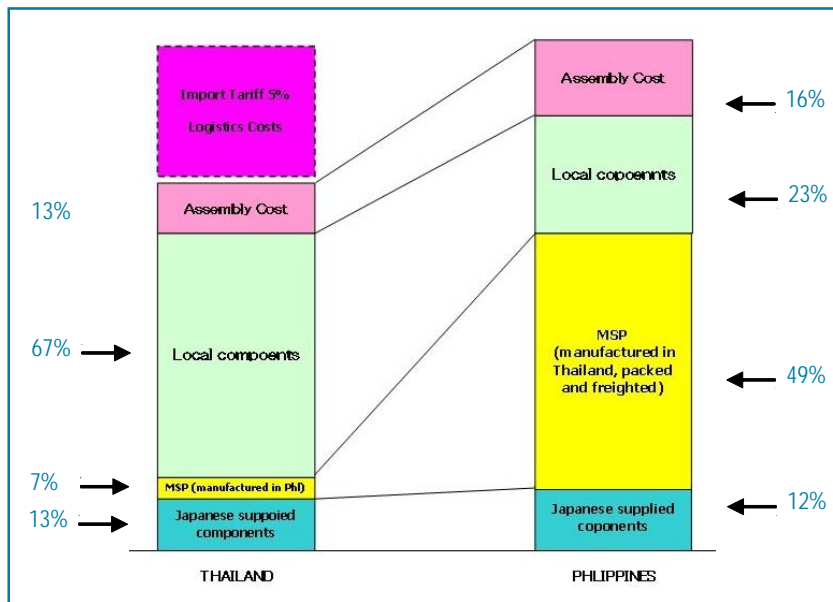 Import Tariff 5%
Logistics Costs
Assembly Cost
13%
Local compoents
67%
MSP (manufactured in Phl)
7%
Japanese suppoied
components
13%
THAILAND
Assembly Cost
16%
Local copoennts
23%
MSP
(manufactured in
Thailand, packed
and freighted)
49%
Japanese supplied
coponents
12%
PHLIPPINES